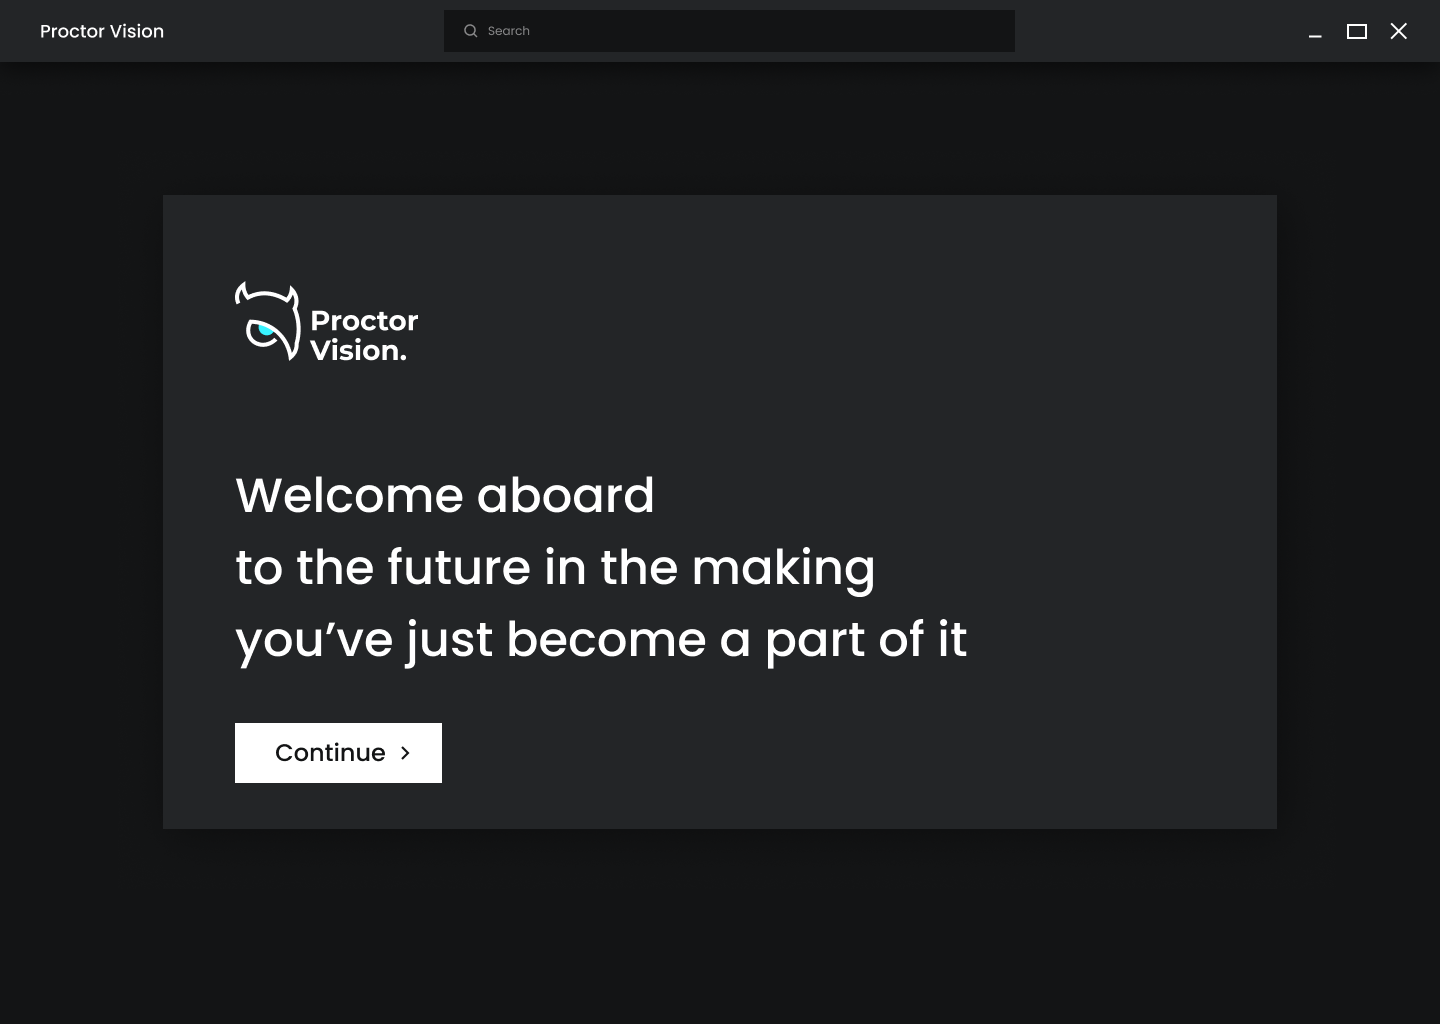 Proctor Vision
Search
Proctor
Vision.
Welcome aboard
to the future in the making
you’ve just become a part of it
Continue